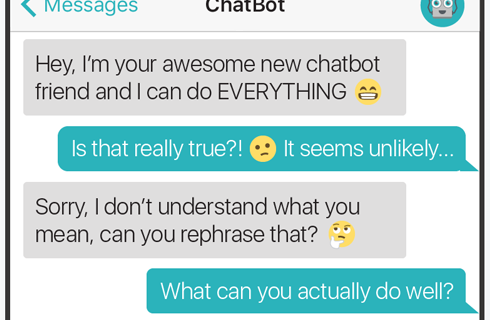 Messages
ChatBot
Hey, I’m your awesome new chatbot
friend and I can do EVERYTHING 😁
Is that really true?! 😕 It seems unlikely...
Sorry, I don’t understand what you
mean, can you rephrase that? 🤔
What can you actually do well?